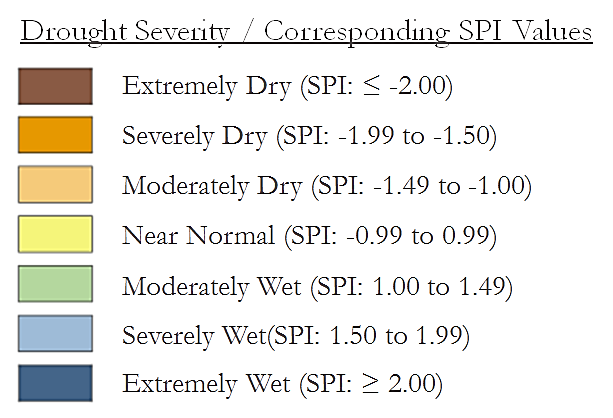 Drought Severity / Corresponding SPI Values
Extremely Dry (SPI: ≤ -2.00)
Severely Dry (SPI: -1.99 to -1.50)
Moderately Dry (SPI: -1.49 to -1.00)
Near Normal (SPI: -0.99 to 0.99)
Moderately Wet (SPI: 1.00 to 1.49)
Severely Wet(SPI: 1.50 to 1.99)
Extremely Wet (SPI: ≥ 2.00)